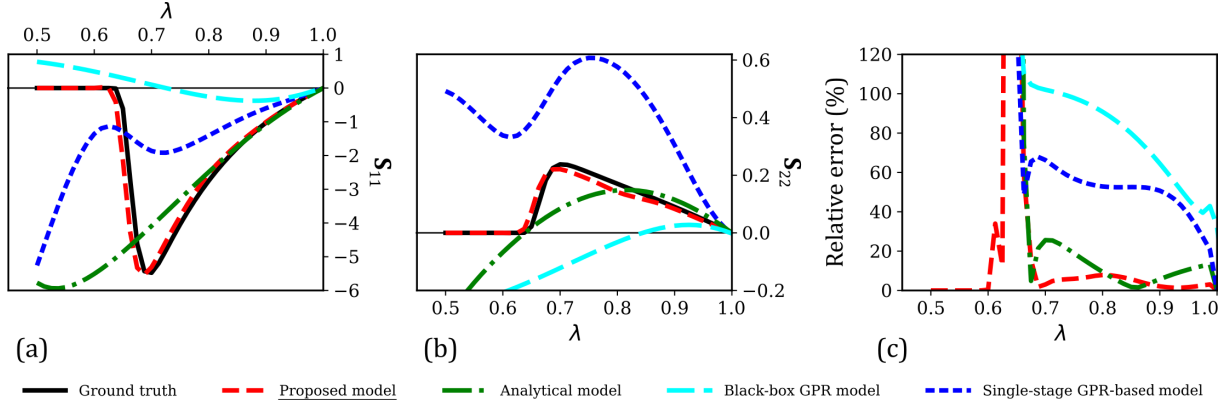 λ
0.5 0.6 0.7 0.8 0.9 1.0
1
0
−1
−2
−3
−4
−5
−6
S11
(a)
0.6
0.4
0.2
0.0
−0.2
S22
0.5 0.6 0.7 0.8 0.9 1.0
λ
(b)
Relative error (%)
120
100
80
60
40
20
0
0.5 0.6 0.7 0.8 0.9 1.0
λ
(c)
Ground truth
Proposed model
Analytical model
Black-box GPR model
Single-stage GPR-based model